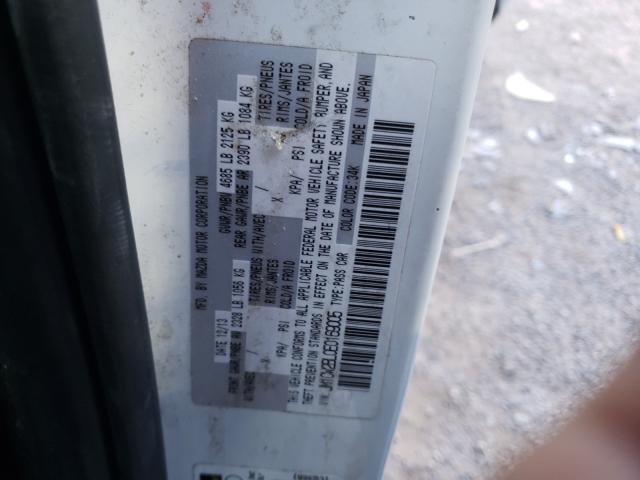 MFD BY MAZDA MOTOR CORPORATION
DATE 12/13 GVWR/PNBV 4685 LB 2125 KG
FRONT GAWR/PNBE AV 2328 LB 1056 KG REAR GAWR/PNBE AR 2390 LB 1084 KG
WITH/AVEC TIRES/PNEUS WITH/AVEC TIRES/PNEUS
X RIMS/JANTES X RIMS/JANTES
KPA/ PSI COLD/A FROID KPA/ PSI COLD/A FROID
THIS VEHICLE CONFORMS TO ALL APPLICABLE FEDERAL MOTOR VEHICLE SAFETY, BUMPER, AND
THEFT PREVENTION STANDARDS IN EFFECT ON THE DATE OF MANUFACTURE SHOWN ABOVE.
TYPE:PASS CAR COLOR CODE:34K MADE IN JAPAN